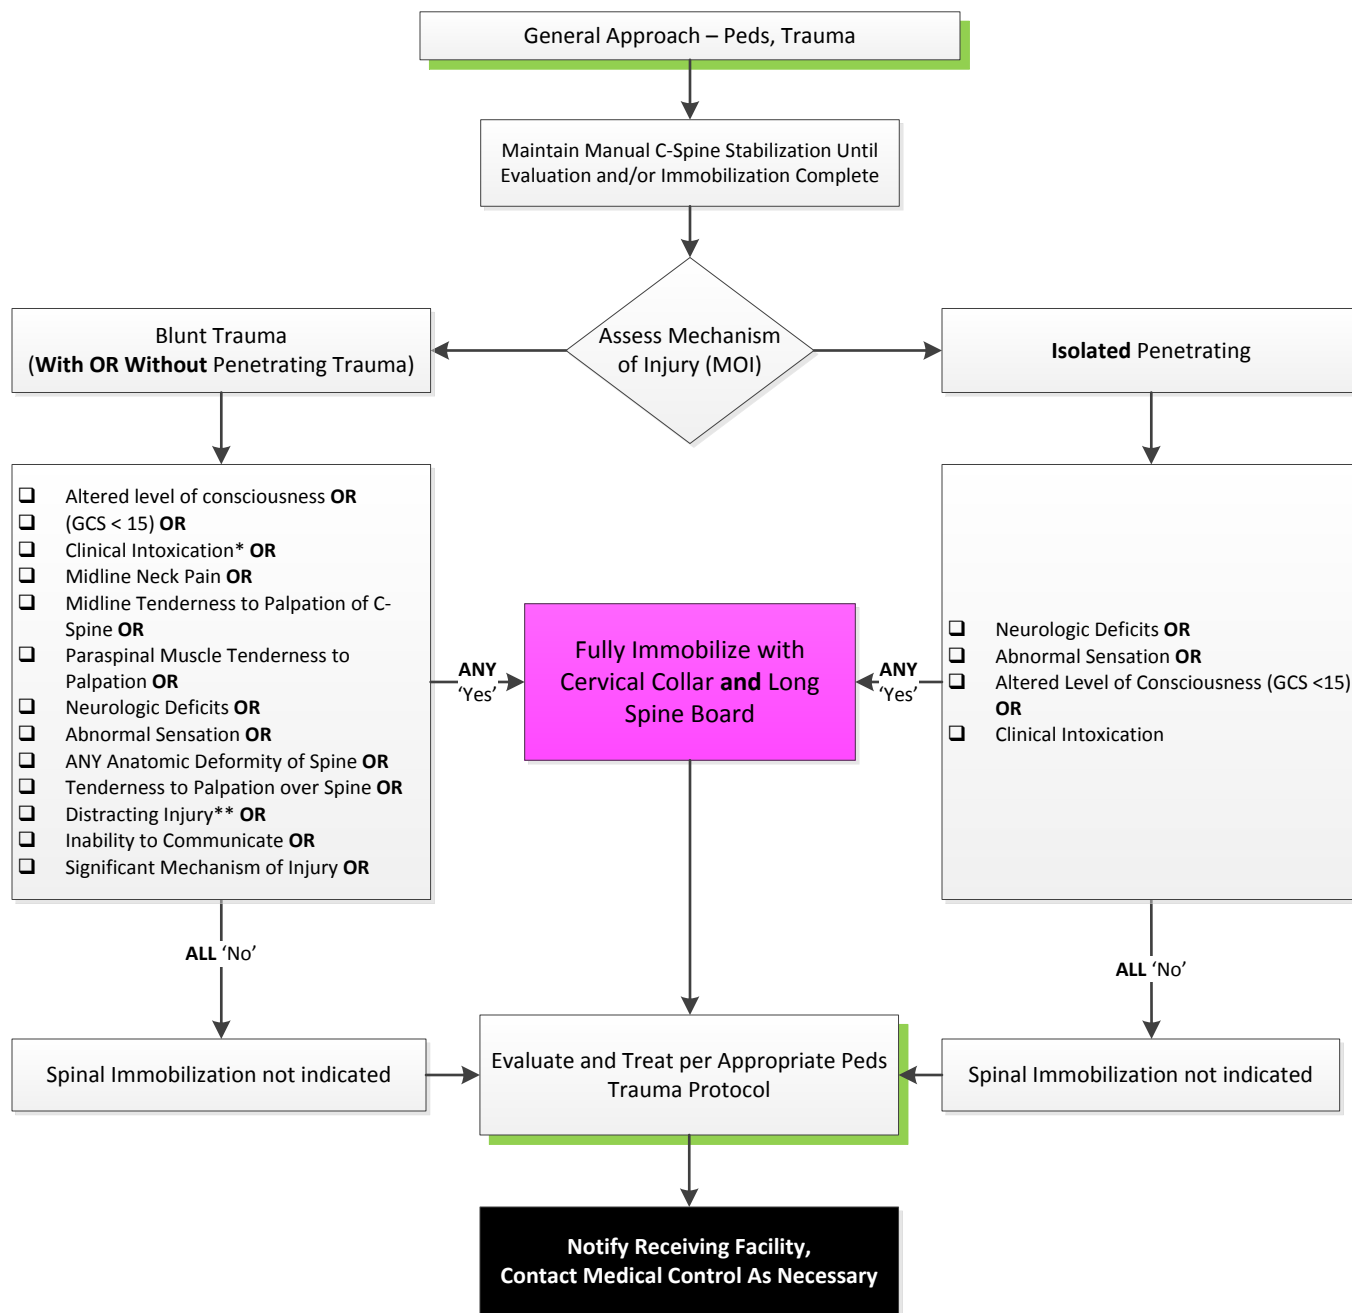 General Approach – Peds, Trauma
Maintain Manual C-Spine Stabilization Until
Evaluation and/or Immobilization Complete
Assess Mechanism
of Injury (MOI)
Blunt Trauma
(With OR Without Penetrating Trauma)
Isolated Penetrating
❑ Altered level of consciousness OR
❑ (GCS < 15) OR
❑ Clinical Intoxication* OR
❑ Midline Neck Pain OR
❑ Midline Tenderness to Palpation of C-
Spine OR
❑ Paraspinal Muscle Tenderness to
Palpation OR
❑ Neurologic Deficits OR
❑ Abnormal Sensation OR
❑ ANY Anatomic Deformity of Spine OR
❑ Tenderness to Palpation over Spine OR
❑ Distracting Injury** OR
❑ Inability to Communicate OR
❑ Significant Mechanism of Injury OR
ANY
'Yes'
Fully Immobilize with
Cervical Collar and Long
Spine Board
ANY
'Yes'
❑ Neurologic Deficits OR
❑ Abnormal Sensation OR
❑ Altered Level of Consciousness (GCS <15)
OR
❑ Clinical Intoxication
ALL 'No'
ALL 'No'
Spinal Immobilization not indicated
Evaluate and Treat per Appropriate Peds
Trauma Protocol
Spinal Immobilization not indicated
Notify Receiving Facility,
Contact Medical Control As Necessary